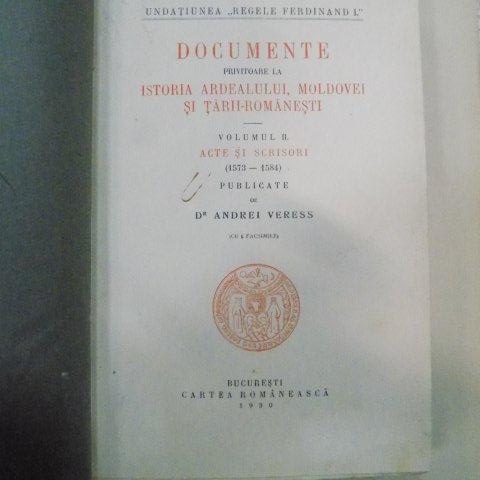 UNDAȚIUNEA „REGELE FERDINAND I."
DOCUMENTE
PRIVITOARE LA
ISTORIA ARDEALULUI, MOLDOVEI
ȘI ȚĂRII-ROMÂNEȘTI
VOLUMUL II.
ACTE ȘI SCRISORI
(1573 — 1584)
PUBLICATE
DE
Dᴿ ANDREI VERESS
(CU 5 FACSIMILE)
BUCUREȘTI
CARTEA ROMÂNEASCĂ
1930